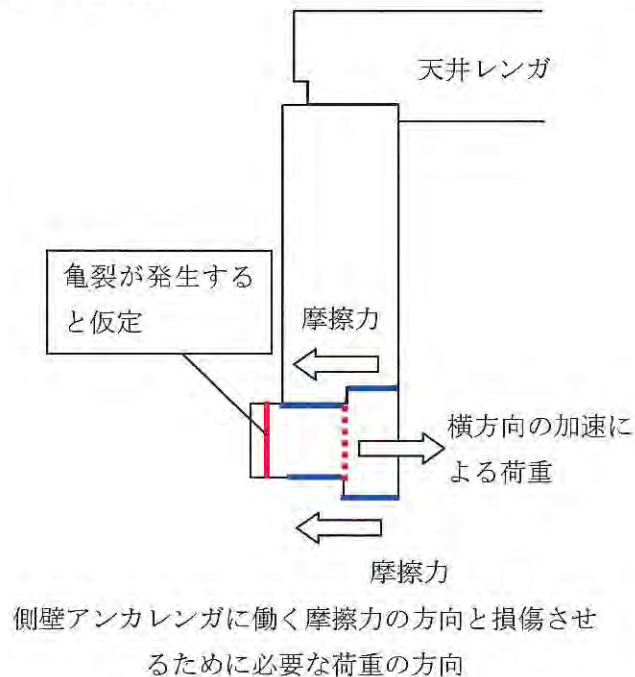 天井レンガ
亀裂が発生する
と仮定
摩擦力
横方向の加速に
よる荷重
摩擦力
側壁アンカレンガに働く摩擦力の方向と損傷させ
るために必要な荷重の方向